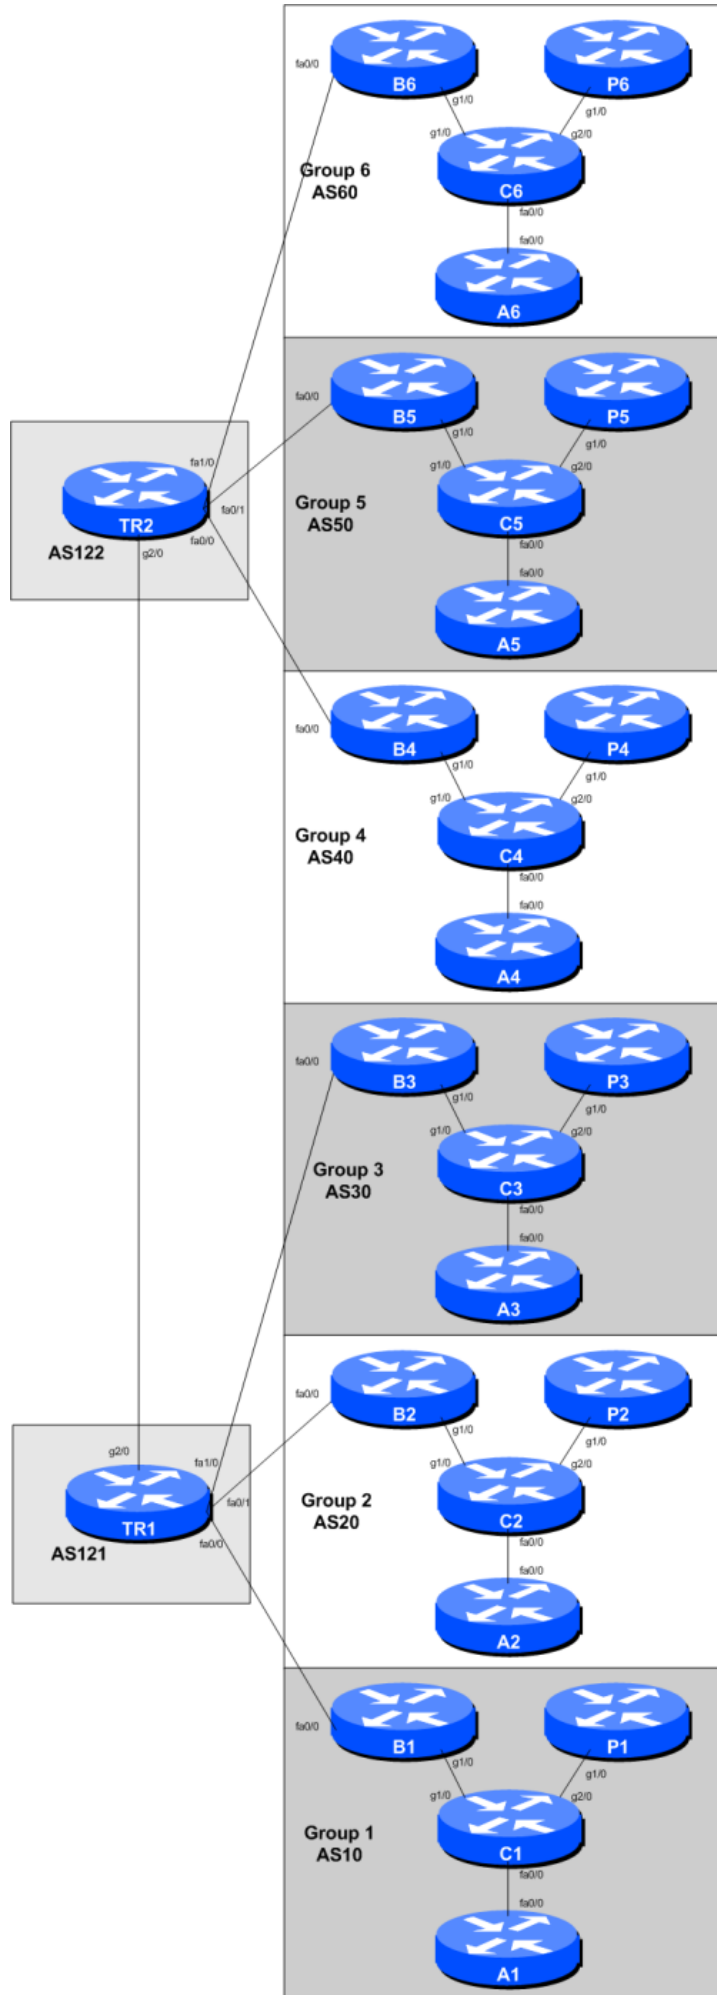 fa0/0
B6
P6
g1/0
g1/0
g1/0
g2/0
Group 6
AS60
C6
fa0/0
fa0/0
A6
fa0/0
B5
P5
g1/0
g1/0
g1/0
g2/0
Group 5
AS50
C5
fa0/0
fa0/0
A5
fa1/0
fa0/1
TR2
fa0/0
AS122
g2/0
fa0/0
B4
P4
g1/0
g1/0
g1/0
g2/0
Group 4
AS40
C4
fa0/0
fa0/0
A4
fa0/0
B3
P3
g1/0
g1/0
g1/0
g2/0
Group 3
AS30
C3
fa0/0
fa0/0
A3
fa0/0
B2
P2
g1/0
g1/0
g1/0
g2/0
Group 2
AS20
C2
fa0/0
fa0/0
A2
g2/0
fa1/0
fa0/1
TR1
fa0/0
AS121
fa0/0
B1
P1
g1/0
g1/0
g1/0
g2/0
Group 1
AS10
C1
fa0/0
fa0/0
A1